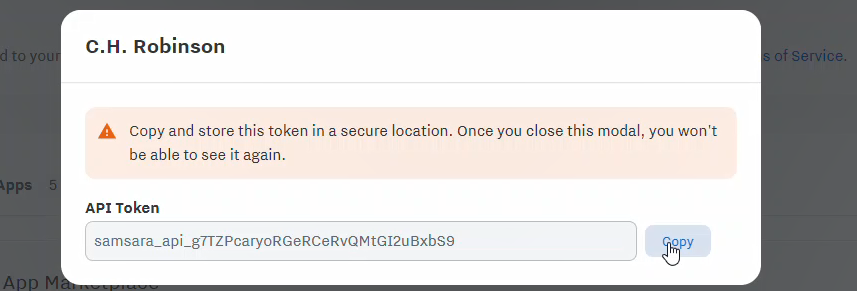 C.H. Robinson
d to your
s of Service.
Copy and store this token in a secure location. Once you close this modal, you won't
be able to see it again.
Apps 5
API Token
samsara_api_g7TZPcaryoRGeRCeRvQMtGI2uBxbS9
Copy
App Marketplace